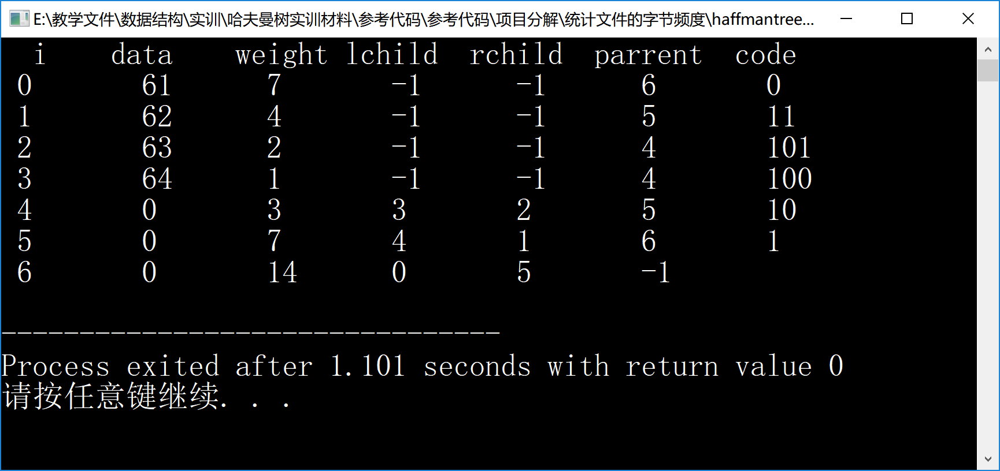 E:\教学文件\数据结构\实训\哈夫曼树实训材料\参考代码\参考代码\项目分解\统计文件的字节频度\haffmantree...
i data weight lchild rchild parrent code
0 61 7 -1 -1 6 0
1 62 4 -1 -1 5 11
2 63 2 -1 -1 4 101
3 64 1 -1 -1 4 100
4 0 3 3 2 5 10
5 0 7 4 1 6 1
6 0 14 0 5 -1
--------------------------------
Process exited after 1.101 seconds with return value 0
请按任意键继续. . .